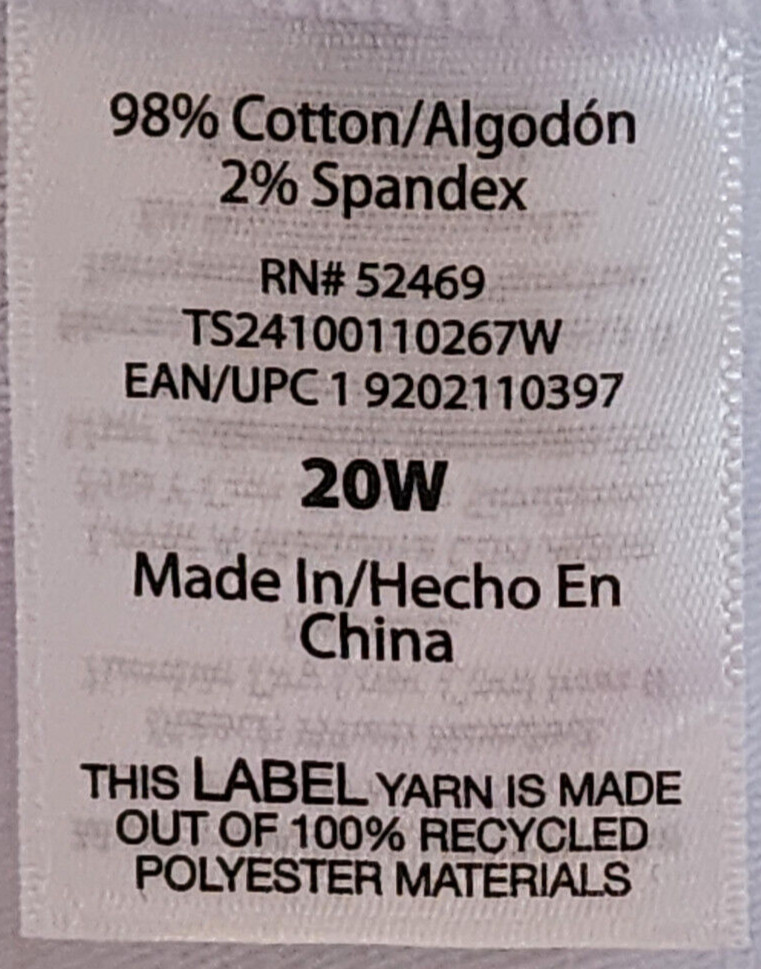 98% Cotton/Algodón
2% Spandex
RN# 52469
TS24100110267W
EAN/UPC 1 9202110397
20W
Made In/Hecho En
China
THIS LABEL YARN IS MADE
OUT OF 100% RECYCLED
POLYESTER MATERIALS